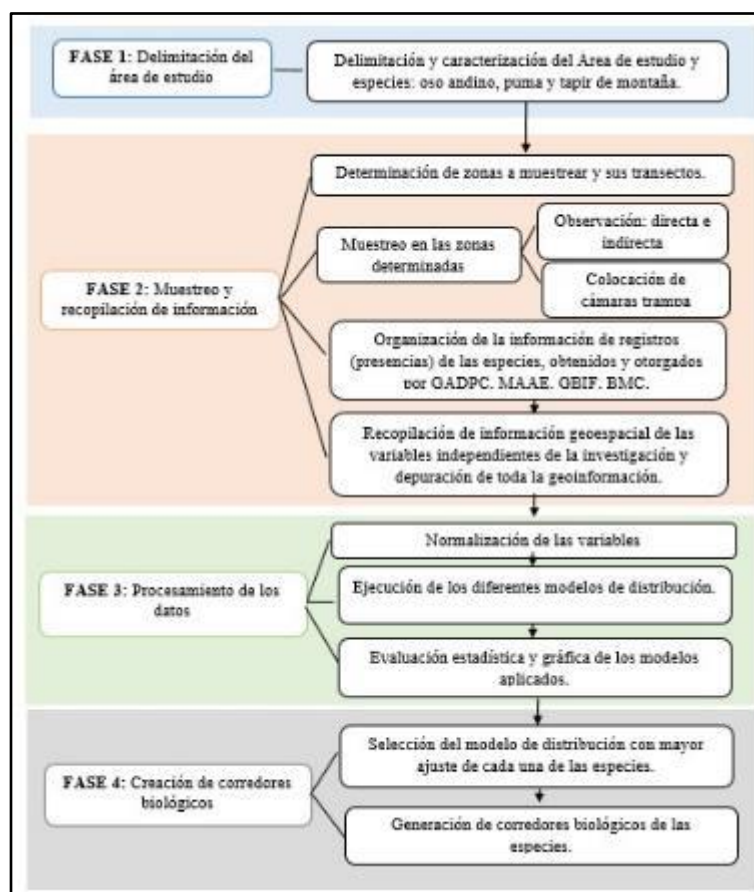 FASE 1: Delimitación del
área de estudio
Delimitación y caracterización del Area de estudio y
especies: oso andino, puma y tapir de montaña.
FASE 2: Muestreo y
recopilación de información
Determinación de zonas a muestrear y sus transectos.
Muestreo en las zonas
determinadas
Observación: directa e
indirecta
Colocación de
cámaras trampa
Organización de la información de registros
(presencias) de las especies, obtenidos y otorgados
por GADPC. MAAE. GBIF. BMC.
Recopilación de información geoespacial de las
variables independientes de la investigación y
depuración de toda la geoinformación.
FASE 3: Procesamiento de los
datos
Normalización de las variables
Ejecución de los diferentes modelos de distribución.
Evaluación estadística y gráfica de los modelos
aplicados.
FASE 4: Creación de corredores
biológicos
Selección del modelo de distribución con mayor
ajuste de cada una de las especies.
Generación de corredores biológicos de las
especies.